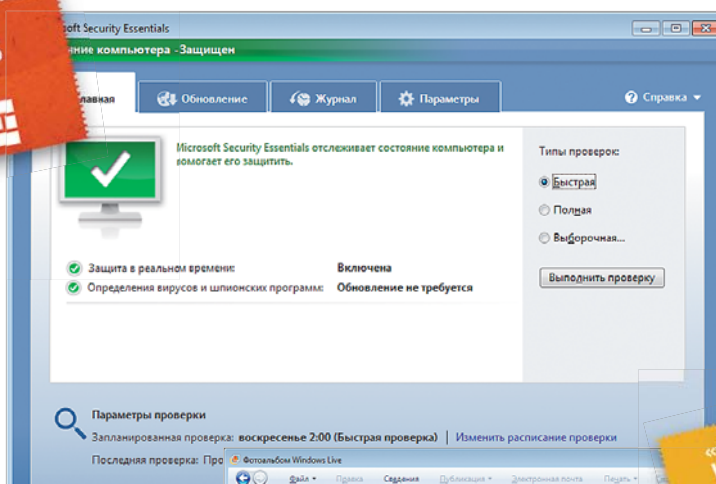 oft Security Essentials
яние компьютера -Защищен
лавная Обновление Журнал Параметры Справка
Microsoft Security Essentials отслеживает состояние компьютера и
помогает его защитить.
Типы проверок:
Быстрая
Полная
Выборочная...
Выполнить проверку
Защита в реальном времени: Включена
Определения вирусов и шпионских программ: Обновление не требуется
Параметры проверки
Запланированная проверка: воскресенье 2:00 (Быстрая проверка) | Изменить расписание проверки
Последняя проверка: Про
Фотоальбом Windows Live
Файл Правка Сведения Публикация Электронная почта Печать